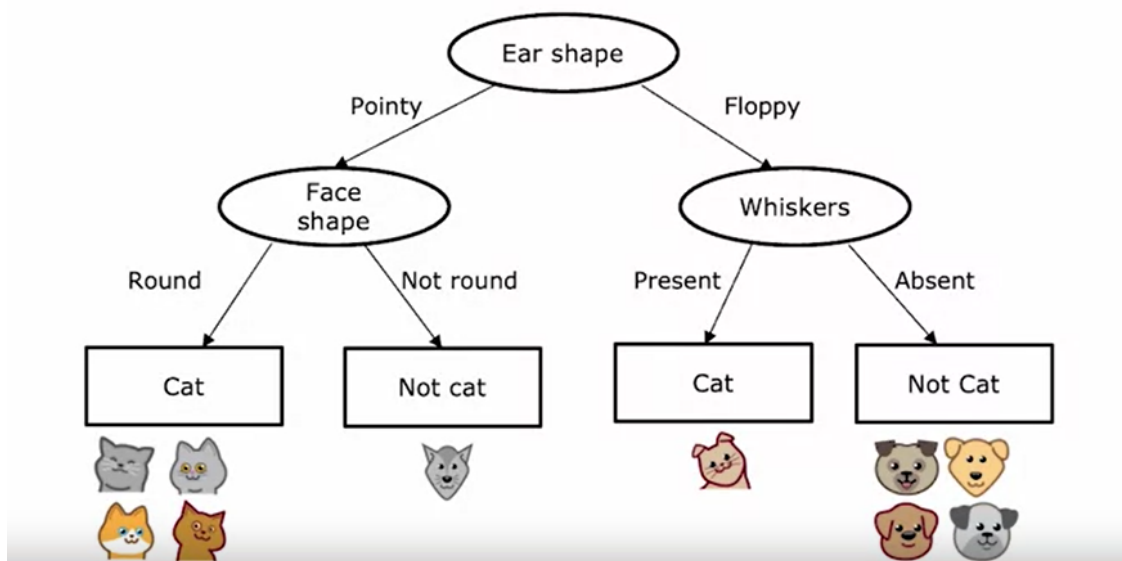 Ear shape
Pointy
Floppy
Face
shape
Whiskers
Round
Not round
Present
Absent
Cat
Not cat
Cat
Not Cat